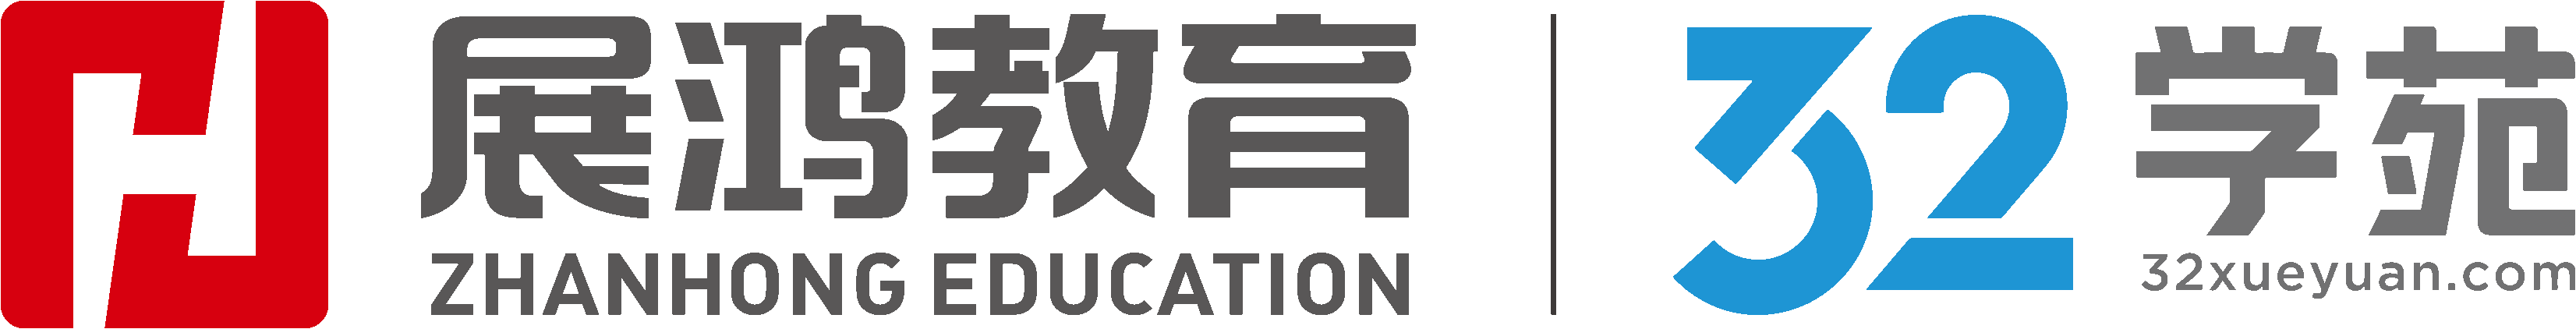 展鸿教育
ZHANHONG EDUCATION
32学苑
32xueyuan.com